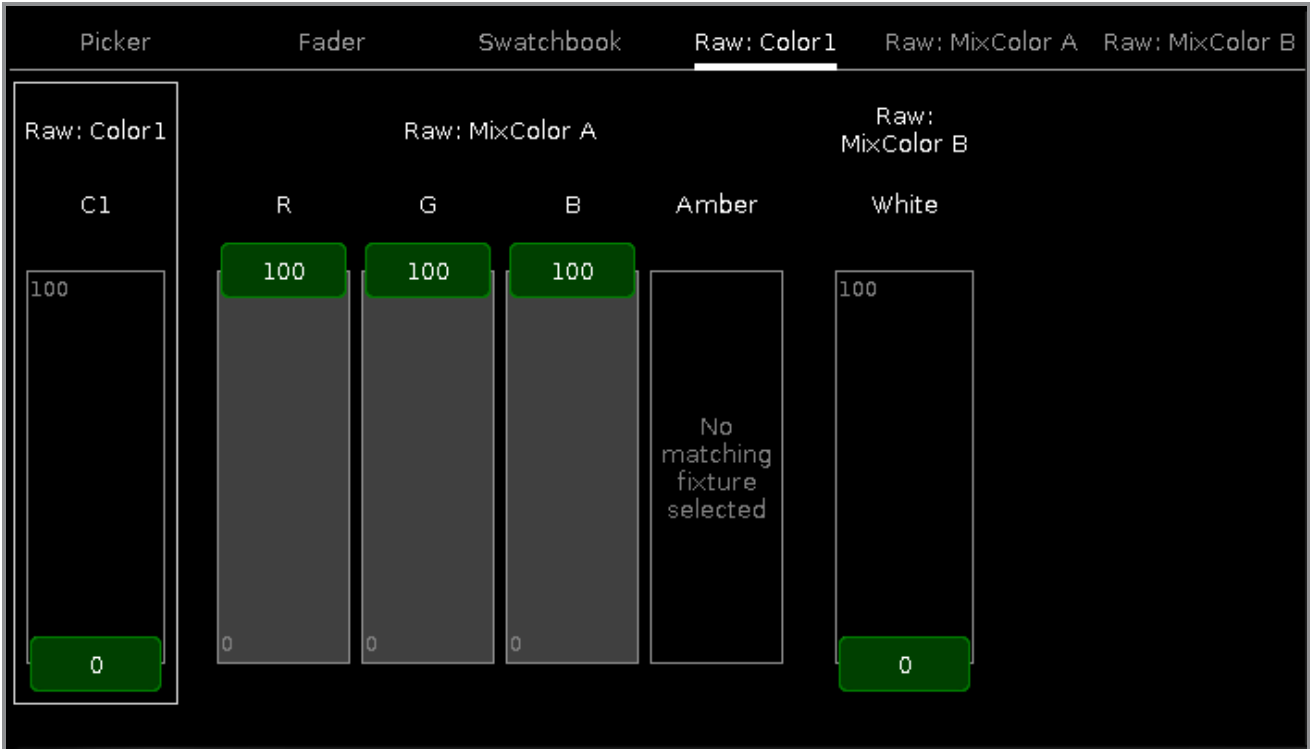 Picker Fader Swatchbook Raw: Color1 Raw: MixColor A Raw: MixColor B
Raw: Color1
Raw: MixColor A
Raw:
MixColor B
C1
R
G
B
Amber
White
100
100
100
100
100
No
matching
fixture
selected
0
0
0
0
0